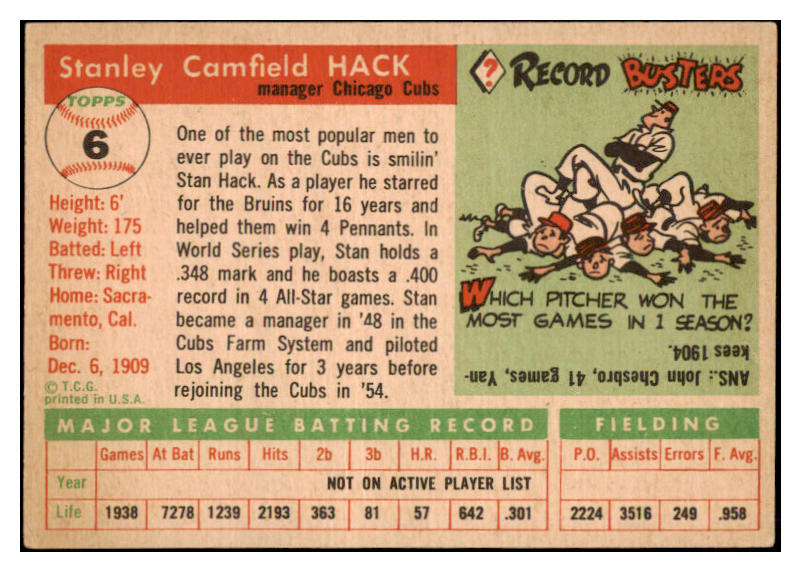 Stanley Camfield HACK
manager Chicago Cubs
TOPPS
6
Height: 6'
Weight: 175
Batted: Left
Threw: Right
Home: Sacra-
mento, Cal.
Born:
Dec. 6, 1909
© T.C.G.
printed in U.S.A.
One of the most popular men to
ever play on the Cubs is smilin'
Stan Hack. As a player he starred
for the Bruins for 16 years and
helped them win 4 Pennants. In
World Series play, Stan holds a
.348 mark and he boasts a .400
record in 4 All-Star games. Stan
became a manager in '48 in the
Cubs Farm System and piloted
Los Angeles for 3 years before
rejoining the Cubs in '54.
? RECORD BUSTERS
WHICH PITCHER WON THE
MOST GAMES IN 1 SEASON?
ANS.: John Chesbro, 41 games, Yan-
kees 1904.
MAJOR LEAGUE BATTING RECORD
Games At Bat Runs Hits 2b 3b H.R. R.B.I. B. Avg.
Year NOT ON ACTIVE PLAYER LIST
Life 1938 7278 1239 2193 363 81 57 642 .301
FIELDING
P.O. Assists Errors F. Avg.
2224 3516 249 .958